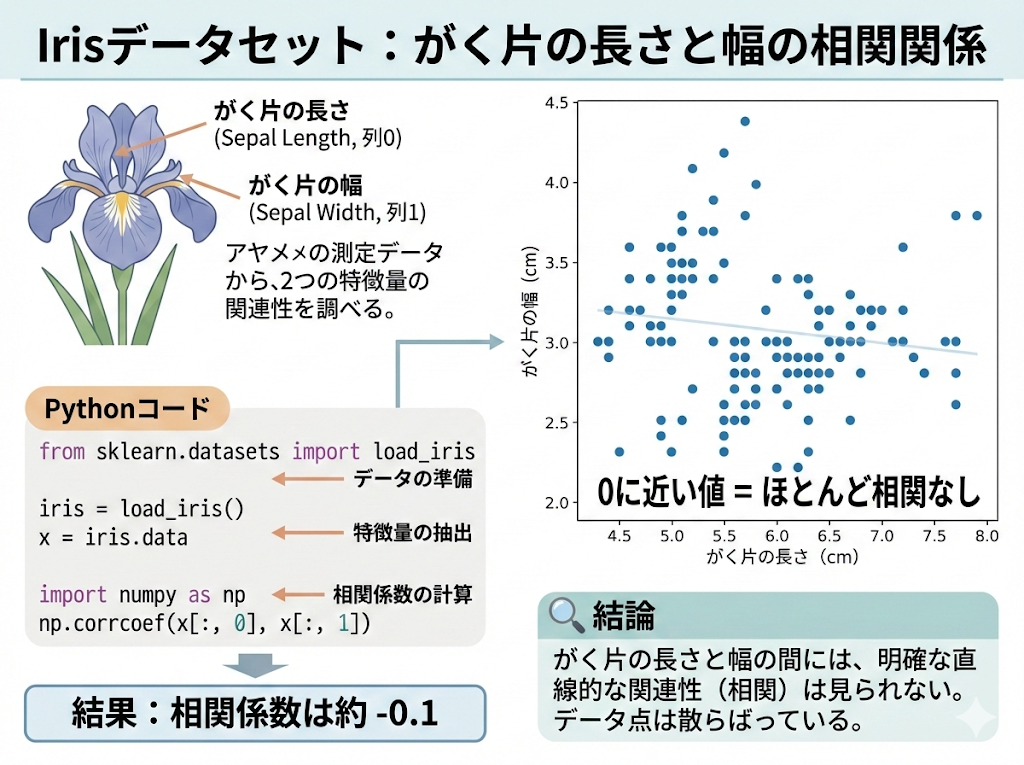 Irisデータセット：がく片の長さと幅の相関関係
がく片の長さ
(Sepal Length, 列0)
がく片の幅
(Sepal Width, 列1)
アヤメ×の測定データ
から、2つの特徴量の
関連性を調べる。
Pythonコード
from sklearn.datasets import load_iris
データの準備
iris = load_iris()
x = iris.data
特徴量の抽出
import numpy as np
相関係数の計算
np.corrcoef(x[:, 0], x[:, 1])
結果：相関係数は約 -0.1
がく片の幅 (cm)
4.5
4.0
3.5
3.0
2.5
2.0
0に近い値 = ほとんど相関なし
4.5 5.0 5.5 6.0 6.5 7.0 7.5 8.0
がく片の長さ（cm）
結論
がく片の長さと幅の間には、明確な直
線的な関連性（相関）は見られない。
データ点は散らばっている。